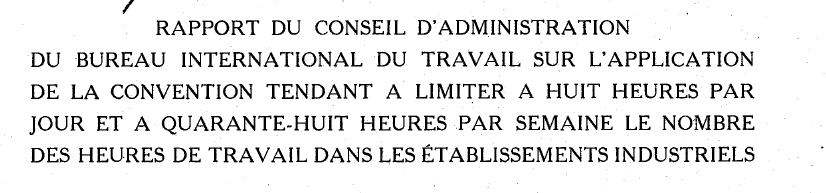 RAPPORT DU CONSEIL D'ADMINISTRATION
DU BUREAU INTERNATIONAL DU TRAVAIL SUR L'APPLICATION
DE LA CONVENTION TENDANT A LIMITER A HUIT HEURES PAR
JOUR ET A QUARANTE-HUIT HEURES PAR SEMAINE LE NOMBRE
DES HEURES DE TRAVAIL DANS LES ÉTABLISSEMENTS INDUSTRIELS